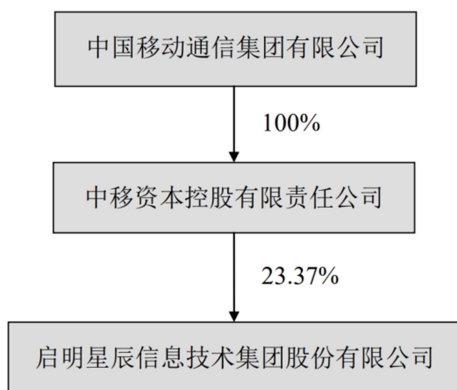 中国移动通信集团有限公司
100%
中移资本控股有限责任公司
23.37%
启明星辰信息技术集团股份有限公司